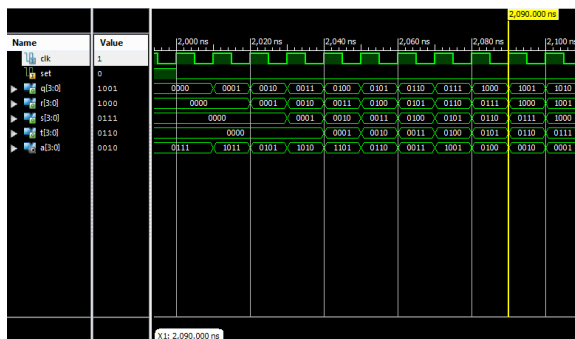 2,090.000 ns
Name Value 2,000 ns 2,020 ns 2,040 ns 2,060 ns 2,080 ns 2,100 ns
clk 1
set 0
q[3:0] 1001 0000 0001 0010 0011 0100 0101 0110 0111 1000 1001 1010
r[3:0] 1000 0000 0001 0010 0011 0100 0101 0110 0111 1000 1001
s[3:0] 0111 0000 0001 0010 0011 0100 0101 0110 0111 1000
t[3:0] 0110 0000 0001 0010 0011 0100 0101 0110 0111
a[3:0] 0010 0111 1011 0101 1010 1101 0110 0011 1001 0100 0010 0001
X1: 2,090.000 ns